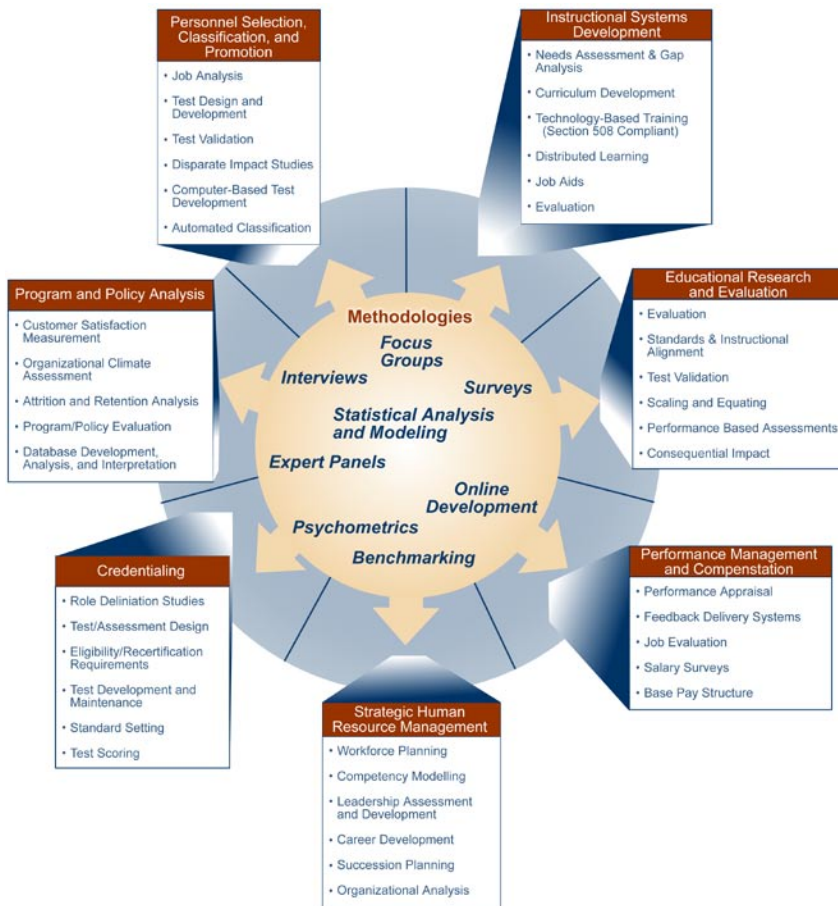 Personnel Selection,
Classification, and
Promotion
• Job Analysis
• Test Design and
Development
• Test Validation
• Disparate Impact Studies
• Computer-Based Test
Development
• Automated Classification
Instructional Systems
Development
• Needs Assessment & Gap
Analysis
• Curriculum Development
• Technology-Based Training
(Section 508 Compliant)
• Distributed Learning
• Job Aids
• Evaluation
Program and Policy Analysis
• Customer Satisfaction
Measurement
• Organizational Climate
Assessment
• Attrition and Retention Analysis
• Program/Policy Evaluation
• Database Development,
Analysis, and Interpretation
Methodologies
Focus
Groups
Interviews
Surveys
Statistical Analysis
and Modeling
Expert Panels
Online
Development
Psychometrics
Benchmarking
Educational Research
and Evaluation
• Evaluation
• Standards & Instructional
Alignment
• Test Validation
• Scaling and Equating
• Performance Based Assessments
• Consequential Impact
Credentialing
• Role Deliniation Studies
• Test/Assessment Design
• Eligibility/Recertification
Requirements
• Test Development and
Maintenance
• Standard Setting
• Test Scoring
Performance Management
and Compenstation
• Performance Appraisal
• Feedback Delivery Systems
• Job Evaluation
• Salary Surveys
• Base Pay Structure
Strategic Human
Resource Management
• Workforce Planning
• Competency Modelling
• Leadership Assessment
and Development
• Career Development
• Succession Planning
• Organizational Analysis